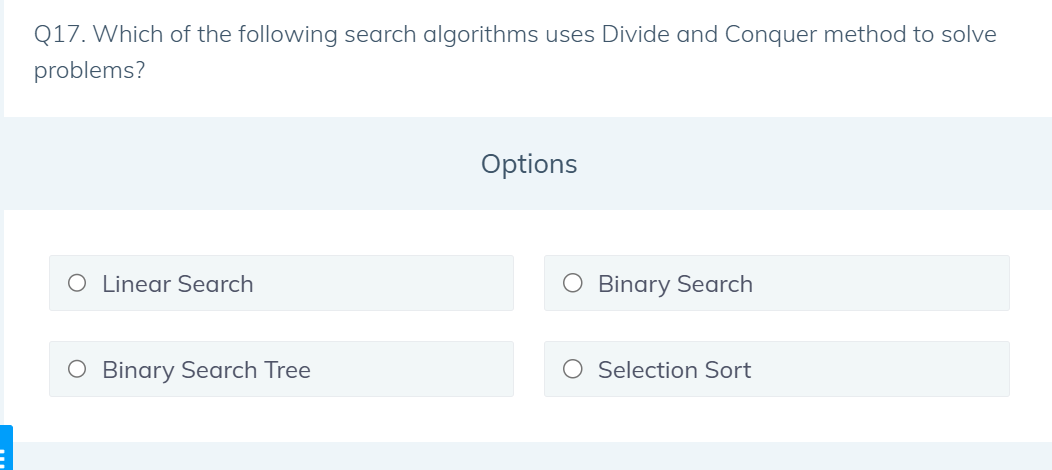 Q17. Which of the following search algorithms uses Divide and Conquer method to solve
problems?
Options
Linear Search
Binary Search
Binary Search Tree
Selection Sort